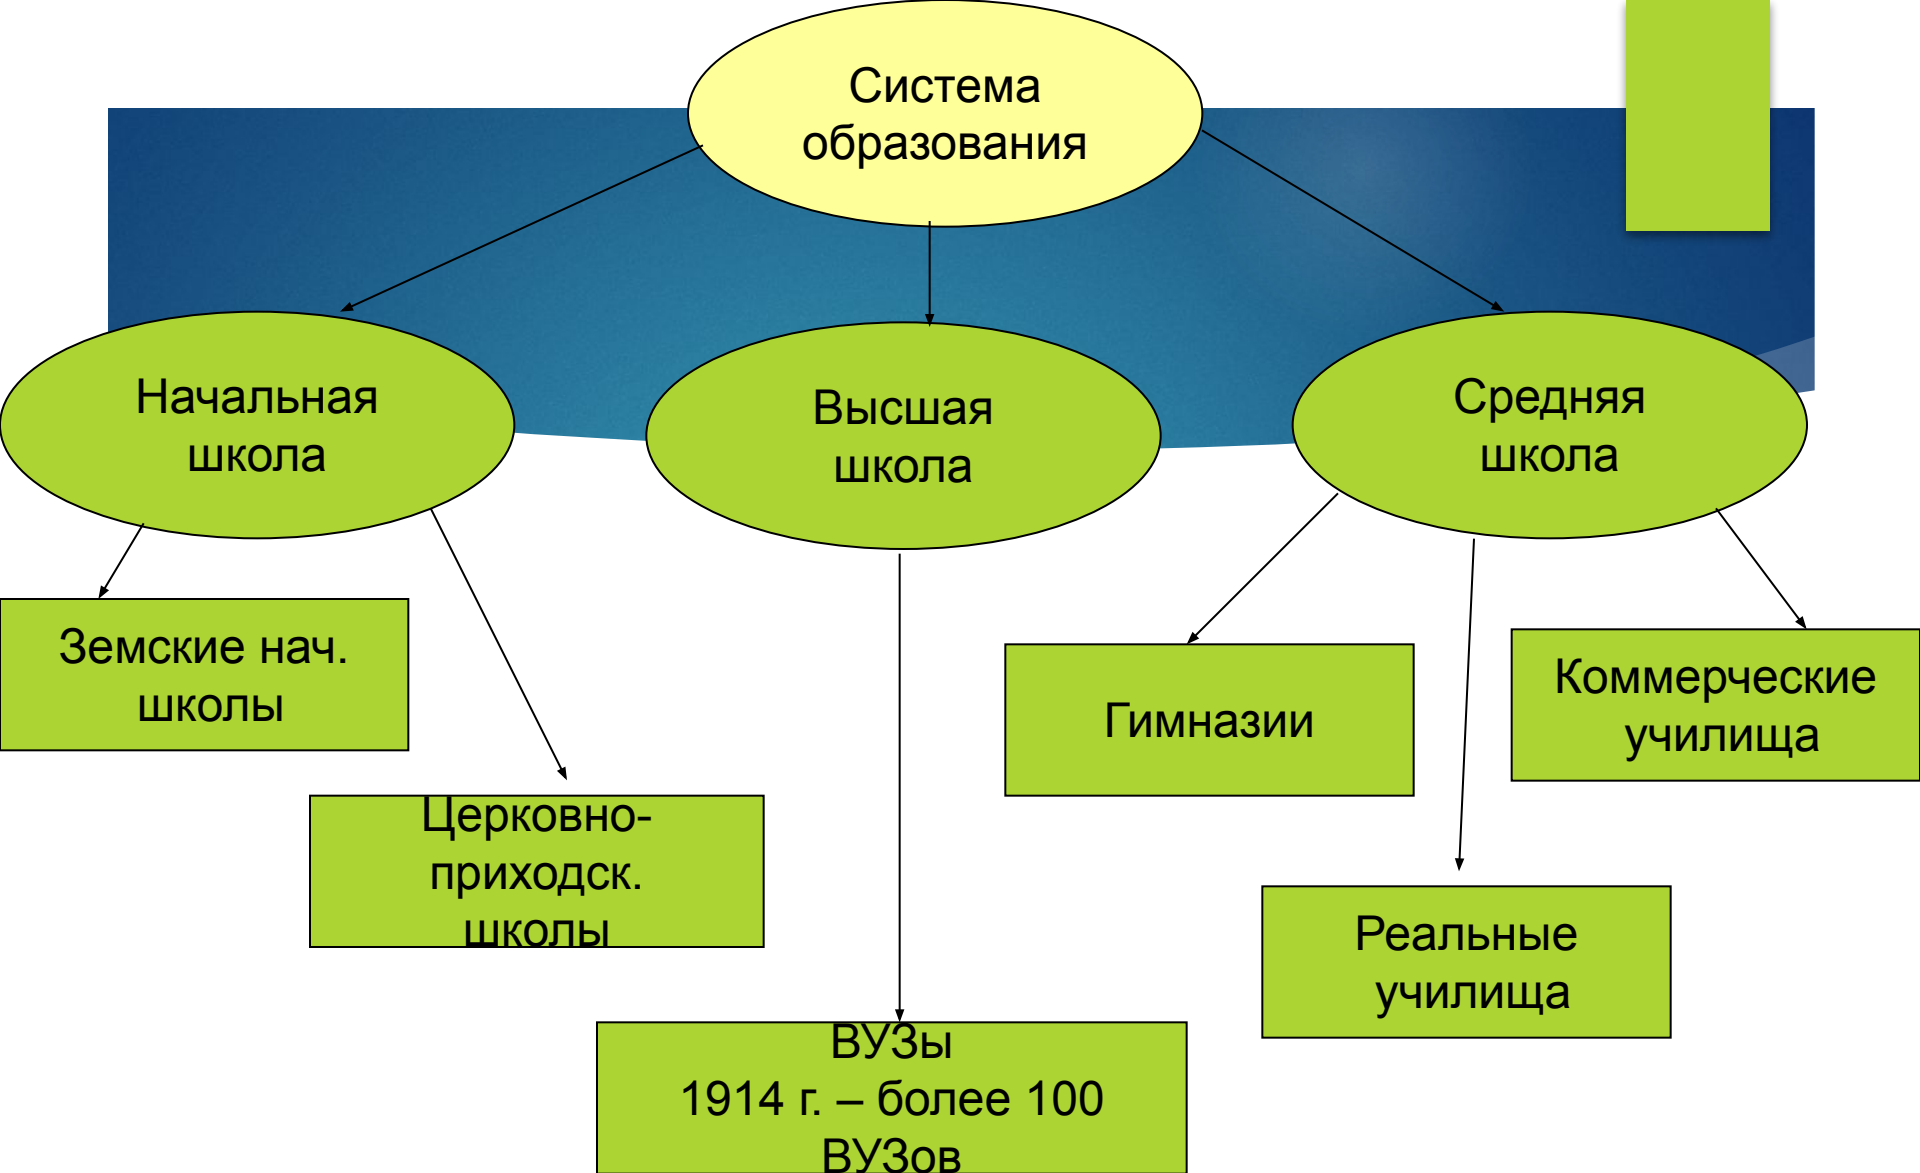 Система
образования
Начальная
школа
Высшая
школа
Средняя
школа
Земские нач.
школы
Церковно-
приходск.
школы
ВУЗы
1914 г. – более 100
ВУЗов
Гимназии
Реальные
училища
Коммерческие
училища